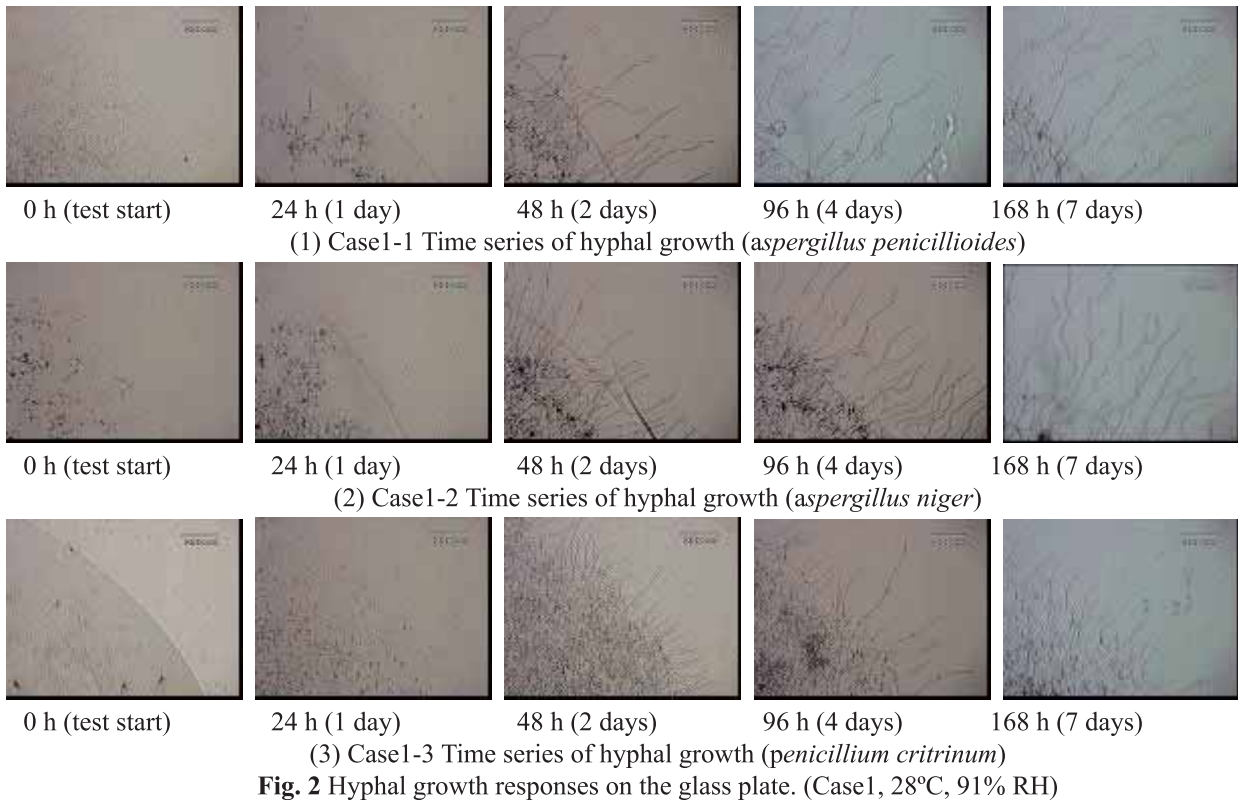 0 h (test start) 24 h (1 day) 48 h (2 days) 96 h (4 days) 168 h (7 days)
(1) Case1-1 Time series of hyphal growth (aspergillus penicillioides)
0 h (test start) 24 h (1 day) 48 h (2 days) 96 h (4 days) 168 h (7 days)
(2) Case1-2 Time series of hyphal growth (aspergillus niger)
0 h (test start) 24 h (1 day) 48 h (2 days) 96 h (4 days) 168 h (7 days)
(3) Case1-3 Time series of hyphal growth (penicillium critrinum)
Fig. 2 Hyphal growth responses on the glass plate. (Case1, 28ºC, 91% RH)